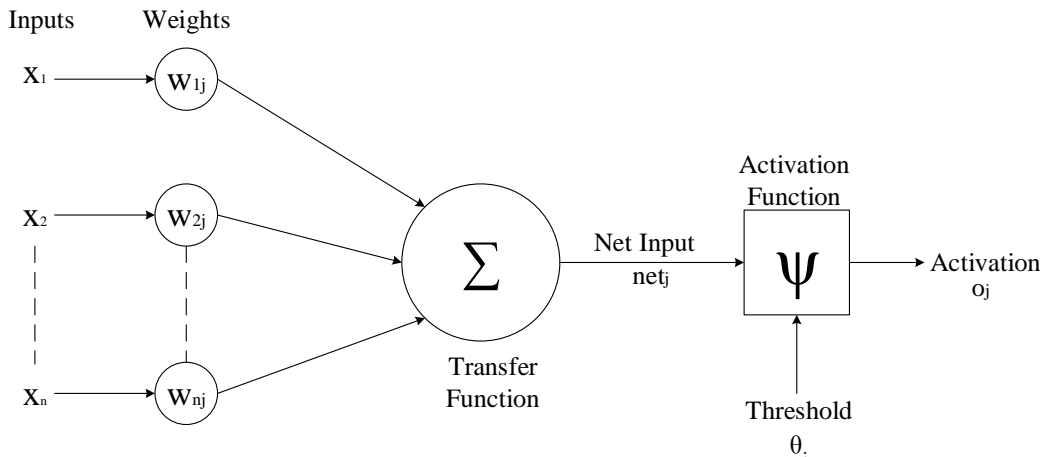 Inputs
Weights
x₁
w₁ⱼ
x₂
w₂ⱼ
xₙ
wₙⱼ
Σ
Transfer
Function
Net Input
netⱼ
Activation
Function
ψ
Activation
oⱼ
Threshold
θ.